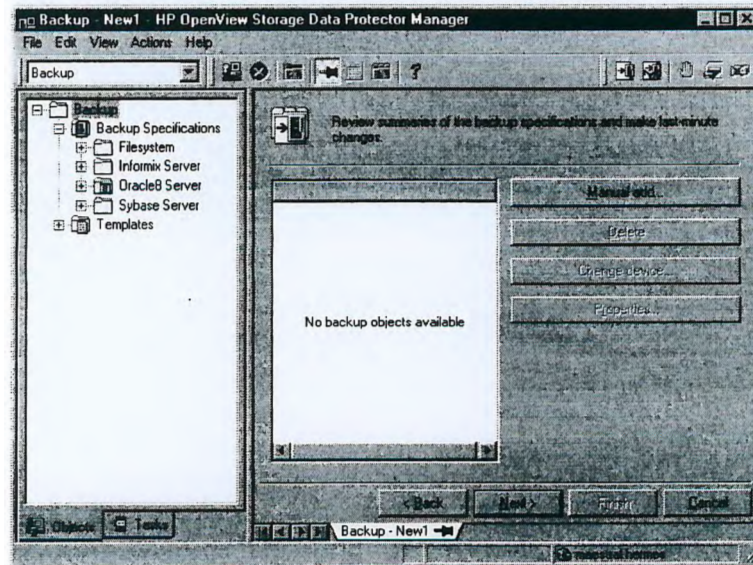 Backup - New1 - HP OpenView Storage Data Protector Manager
File Edit View Actions Help
Backup
Backup
Backup Specifications
Filesystem
Informix Server
Oracle8 Server
Sybase Server
Templates
Review summaries of the backup specifications and make last-minute
changes.
Manual add...
Delete
Change device...
Properties...
No backup objects available
< Back
Next >
Finish
Cancel
Objects
Tasks
Backup - New1